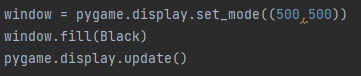 window = pygame.display.set_mode((500,500))
window.fill(Black)
pygame.display.update()